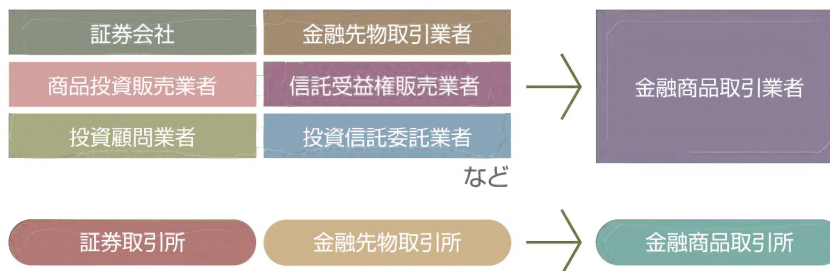 証券会社
金融先物取引業者
商品投資販売業者
信託受益権販売業者
投資顧問業者
投資信託委託業者
など
金融商品取引業者
証券取引所
金融先物取引所
金融商品取引所